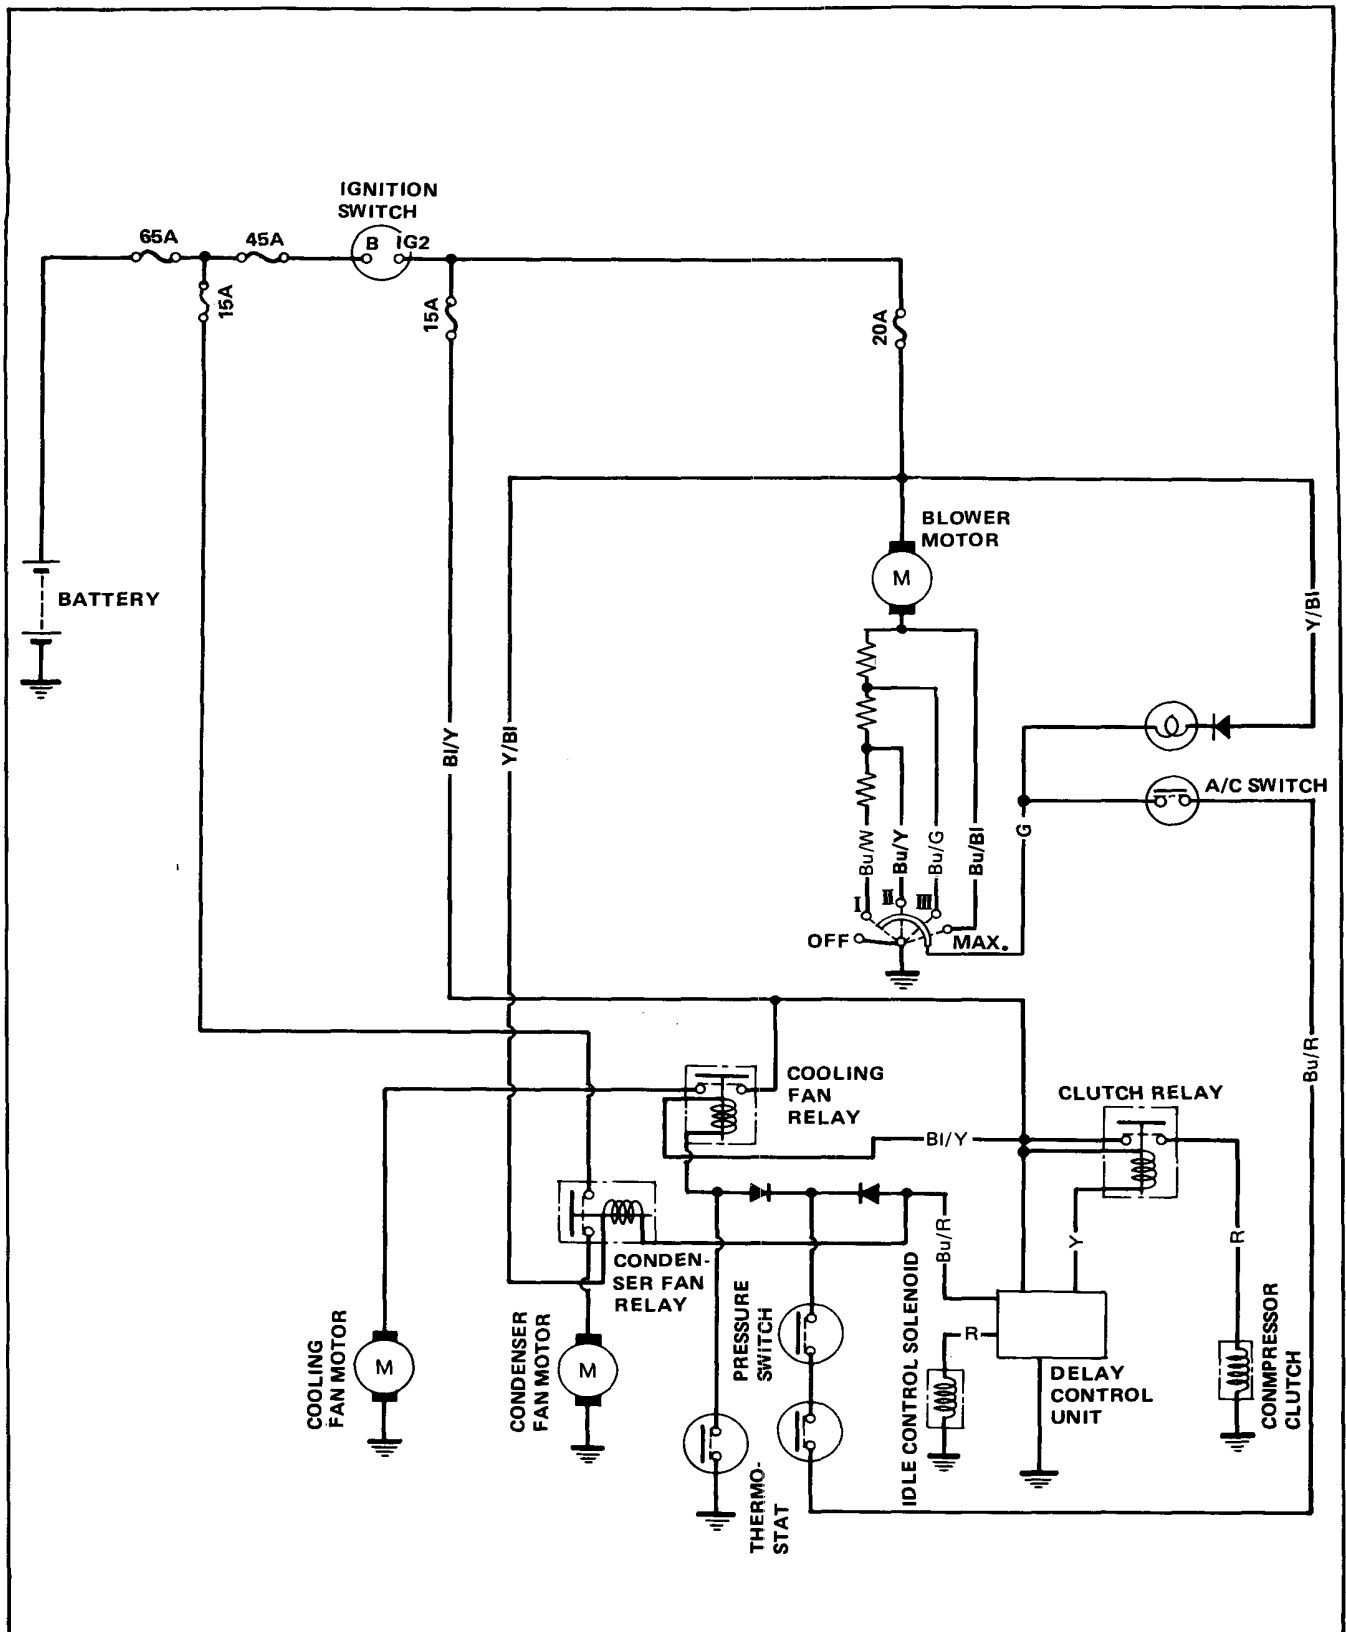 IGNITION
SWITCH
65A
45A
B
IG2
15A
15A
20A
BATTERY
BLOWER
MOTOR
M
Y/Bl
Bl/Y
Y/Bl
A/C SWITCH
Bu/W
Bu/Y
Bu/G
Bu/Bl
G
I
II
III
OFF
MAX.
Bu/R
COOLING
FAN
RELAY
CLUTCH RELAY
Bl/Y
CONDEN-
SER FAN
RELAY
Bu/R
Y
R
COOLING
FAN MOTOR
M
CONDENSER
FAN MOTOR
M
PRESSURE
SWITCH
THERMO-
STAT
IDLE CONTROL SOLENOID
R
DELAY
CONTROL
UNIT
CONMPRESSOR
CLUTCH